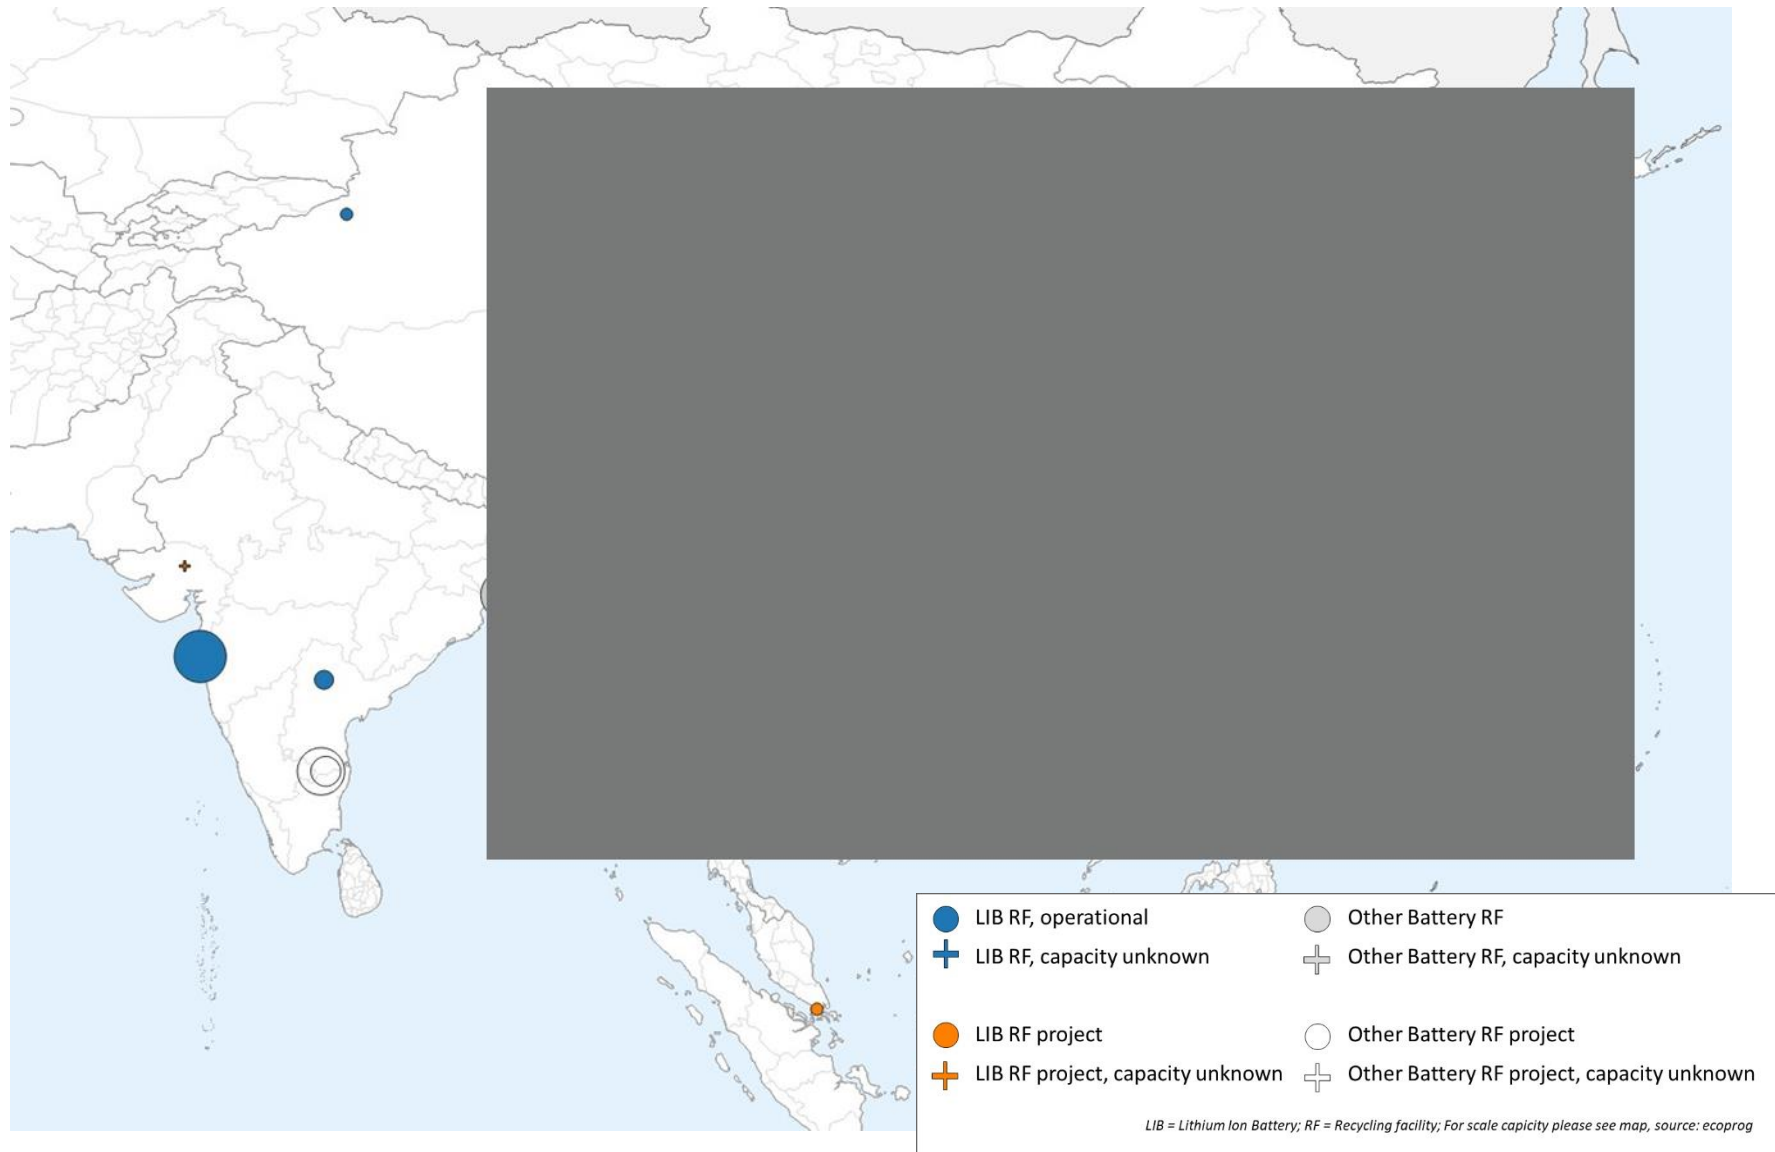 LIB RF, operational
LIB RF, capacity unknown
LIB RF project
LIB RF project, capacity unknown
Other Battery RF
Other Battery RF, capacity unknown
Other Battery RF project
Other Battery RF project, capacity unknown
LIB = Lithium Ion Battery; RF = Recycling facility; For scale capicity please see map, source: ecoprog